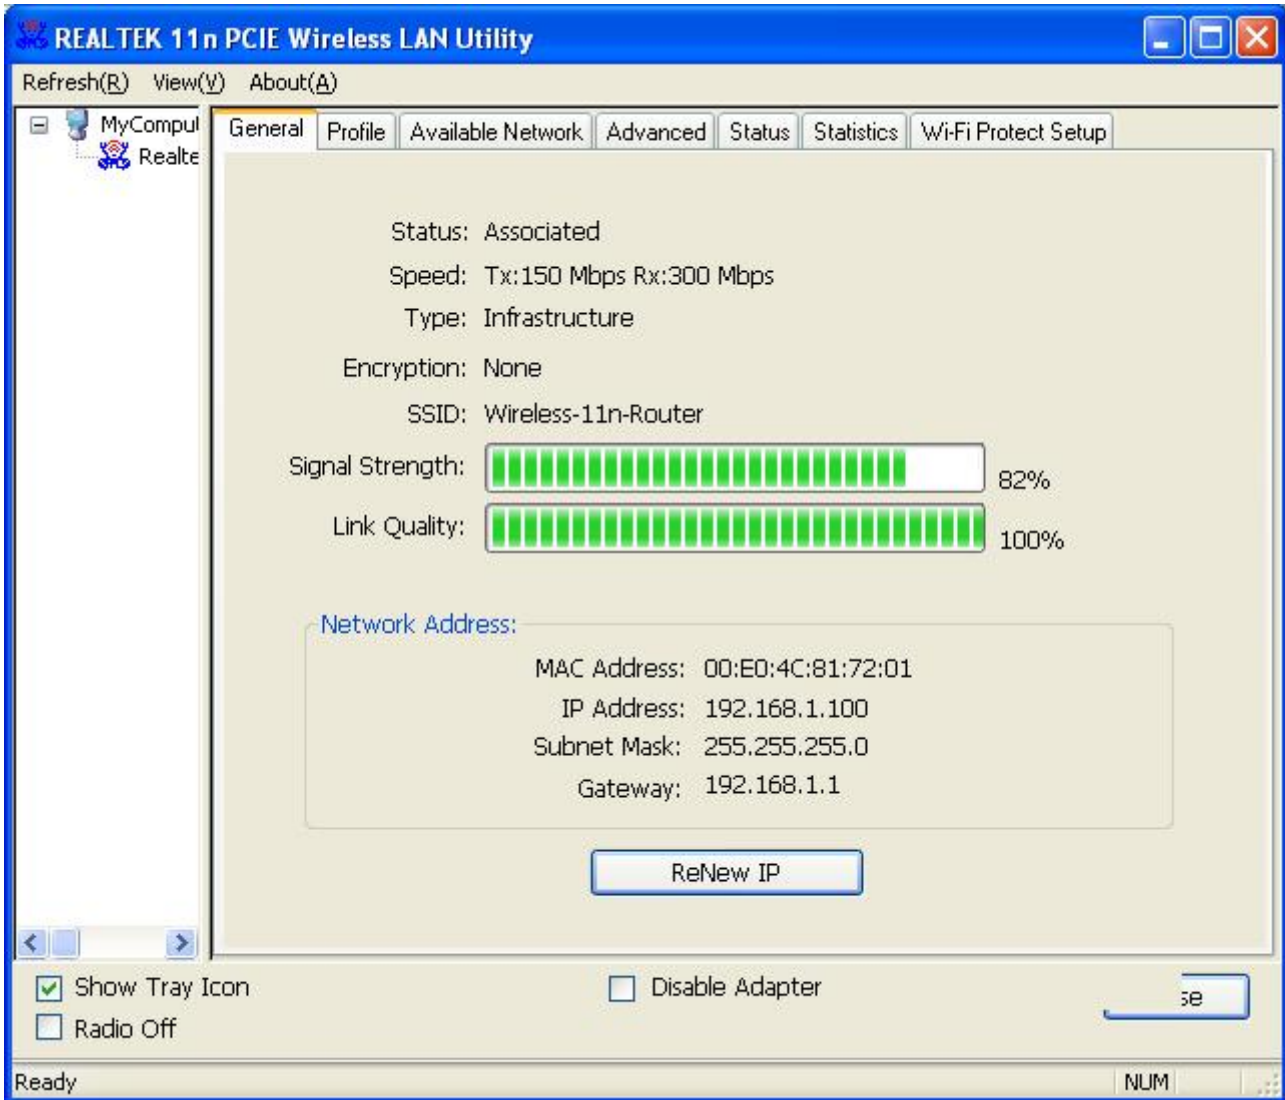 REALTEK 11n PCIE Wireless LAN Utility
Refresh(R) View(V) About(A)
MyComput
Realte
General Profile Available Network Advanced Status Statistics Wi-Fi Protect Setup
Status: Associated
Speed: Tx:150 Mbps Rx:300 Mbps
Type: Infrastructure
Encryption: None
SSID: Wireless-11n-Router
Signal Strength: 82%
Link Quality: 100%
Network Address:
MAC Address: 00:E0:4C:81:72:01
IP Address: 192.168.1.100
Subnet Mask: 255.255.255.0
Gateway: 192.168.1.1
ReNew IP
Show Tray Icon Disable Adapter
se
Radio Off
Ready NUM